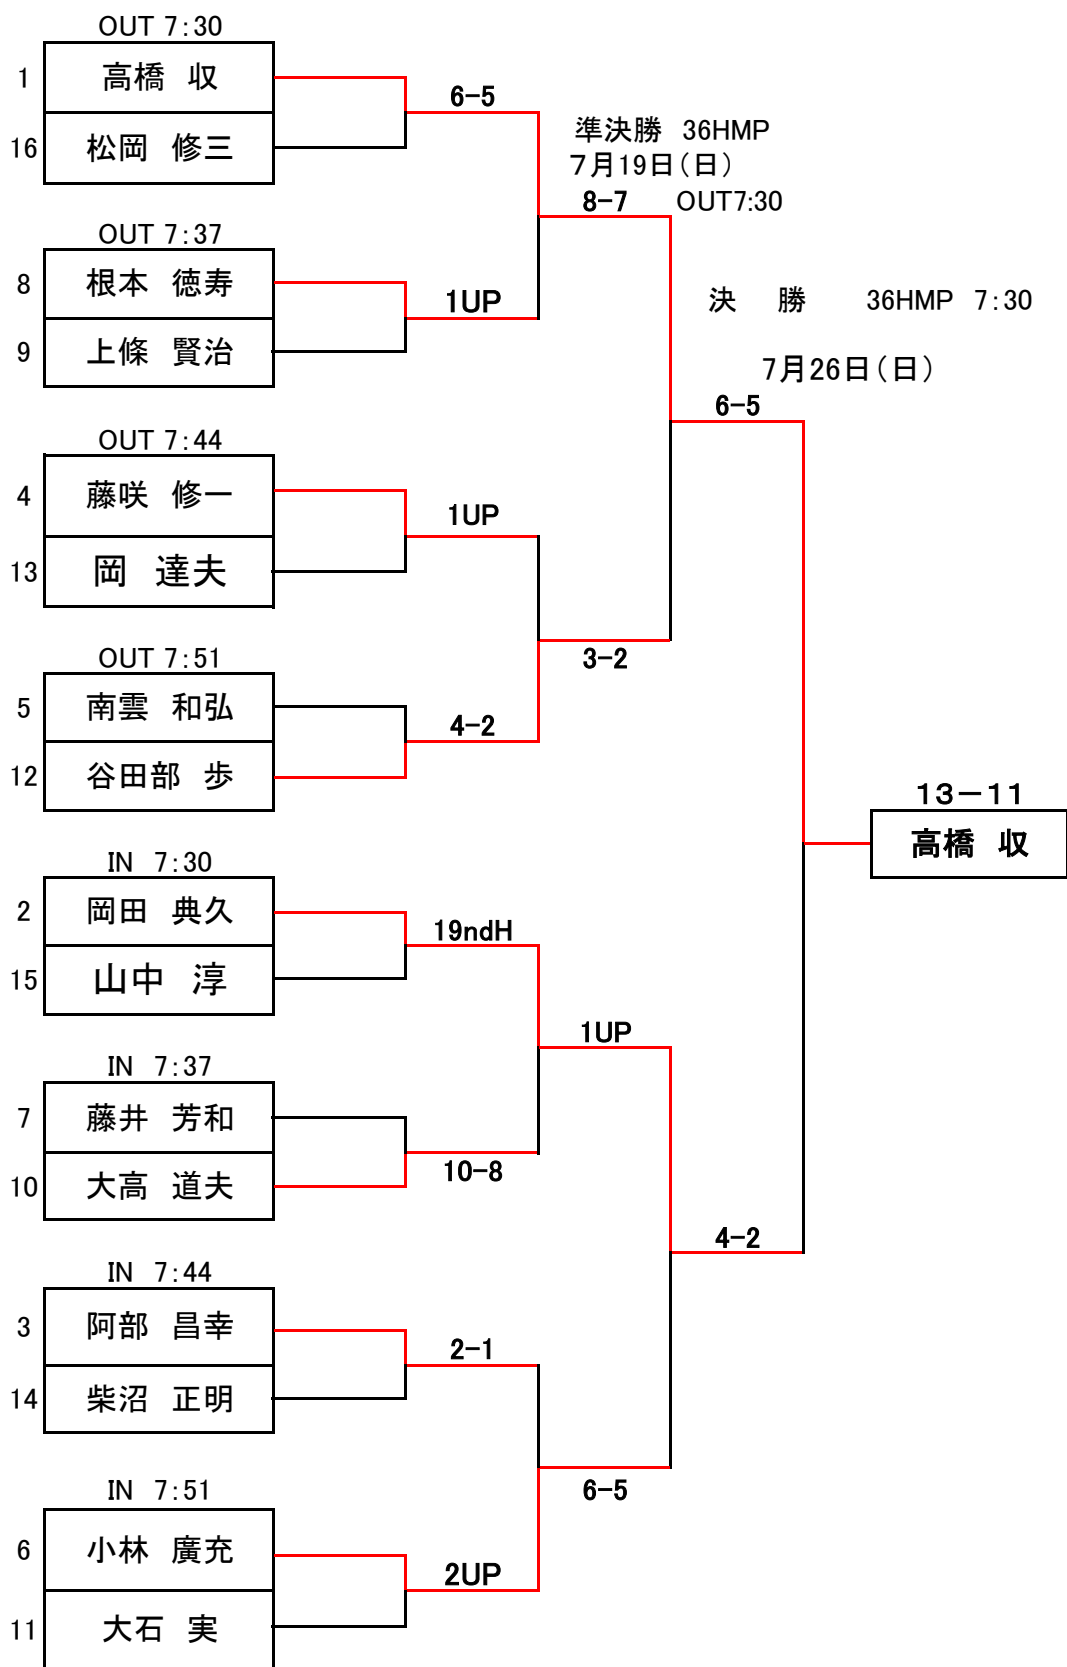 OUT 7:30
1 高橋　収
16 松岡　修三
6-5
準決勝　36HMP
７月19日（日）
8-7　OUT7:30
OUT 7:37
8 根本　徳寿
9 上條　賢治
1UP
決　勝　36HMP 7:30
7月26日（日）
6-5
OUT 7:44
4 藤咲　修一
13 岡　達夫
1UP
OUT 7:51
5 南雲　和弘
12 谷田部　歩
4-2
3-2
13－11
高橋　収
IN 7:30
2 岡田　典久
15 山中　淳
19ndH
1UP
IN 7:37
7 藤井　芳和
10 大高　道夫
10-8
4-2
IN 7:44
3 阿部　昌幸
14 柴沼　正明
2-1
6-5
IN 7:51
6 小林　廣充
11 大石　実
2UP